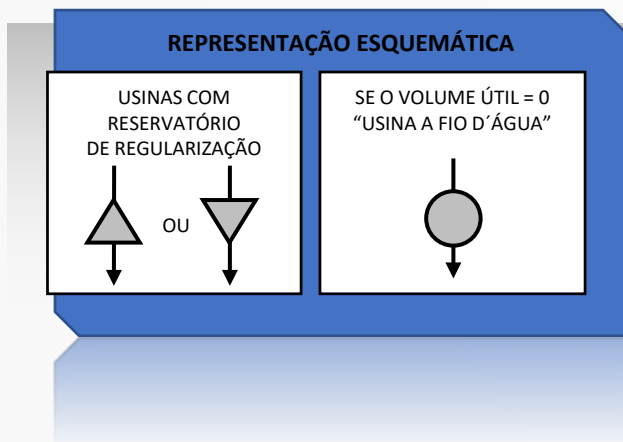 REPRESENTAÇÃO ESQUEMÁTICA
USINAS COM
RESERVATÓRIO
DE REGULARIZAÇÃO
OU
SE O VOLUME ÚTIL = 0
“USINA A FIO D´ÁGUA”